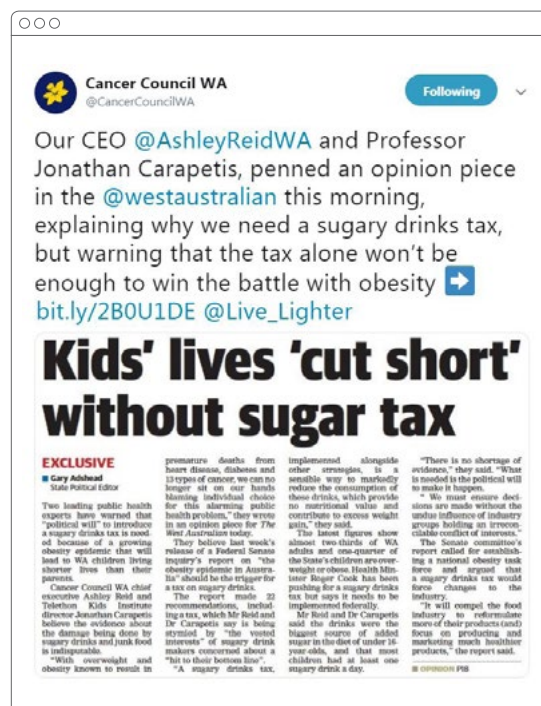 Cancer Council WA
@CancerCouncilWA
Following
Our CEO @AshleyReidWA and Professor
Jonathan Carapetis, penned an opinion piece
in the @westaustralian this morning,
explaining why we need a sugary drinks tax,
but warning that the tax alone won't be
enough to win the battle with obesity ➡
bit.ly/2B0U1DE @Live_Lighter
Kids' lives 'cut short'
without sugar tax
EXCLUSIVE
■ Gary Adshead
State Political Editor
Two leading public health
experts have warned that
"political will" to introduce
a sugary drinks tax is need-
ed because of a growing
obesity epidemic that will
lead to WA children living
shorter lives than their
parents.
Cancer Council WA chief
executive Ashley Reid and
Telethon Kids Institute
director Jonathan Carapetis
believe the evidence about
the damage being done by
sugary drinks and junk food
is indisputable.
"With overweight and
obesity known to result in
premature deaths from
heart disease, diabetes and
13 types of cancer, we can no
longer sit on our hands
blaming individual choice
for this alarming public
health problem," they wrote
in an opinion piece for The
West Australian today.
They believe last week's
release of a Federal Senate
inquiry's report on "the
obesity epidemic in Austra-
lia" should be the trigger for
a tax on sugary drinks.
The report made 22
recommendations, includ-
ing a tax, which Mr Reid and
Dr Carapetis say is being
stymied by "the vested
interests" of sugary drink
makers concerned about a
"hit to their bottom line".
"A sugary drinks tax,
implemented alongside
other strategies, is a
sensible way to markedly
reduce the consumption of
these drinks, which provide
no nutritional value and
contribute to excess weight
gain," they said.
The latest figures show
almost two-thirds of WA
adults and one-quarter of
the State's children are over-
weight or obese. Health Min-
ister Roger Cook has been
pushing for a sugary drinks
tax but says it needs to be
implemented federally.
Mr Reid and Dr Carapetis
said the drinks were the
biggest source of added
sugar in the diet of under 16-
year-olds, and that most
children had at least one
sugary drink a day.
"There is no shortage of
evidence," they said. "What
is needed is the political will
to make it happen.
" We must ensure deci-
sions are made without the
undue influence of industry
groups holding an irrecon-
cilable conflict of interests."
The Senate committee's
report called for establish-
ing a national obesity task
force and argued that
a sugary drinks tax would
force changes to the
industry.
"It will compel the food
industry to reformulate
more of their products (and)
focus on producing and
marketing much healthier
products," the report said.
■ OPINION P18